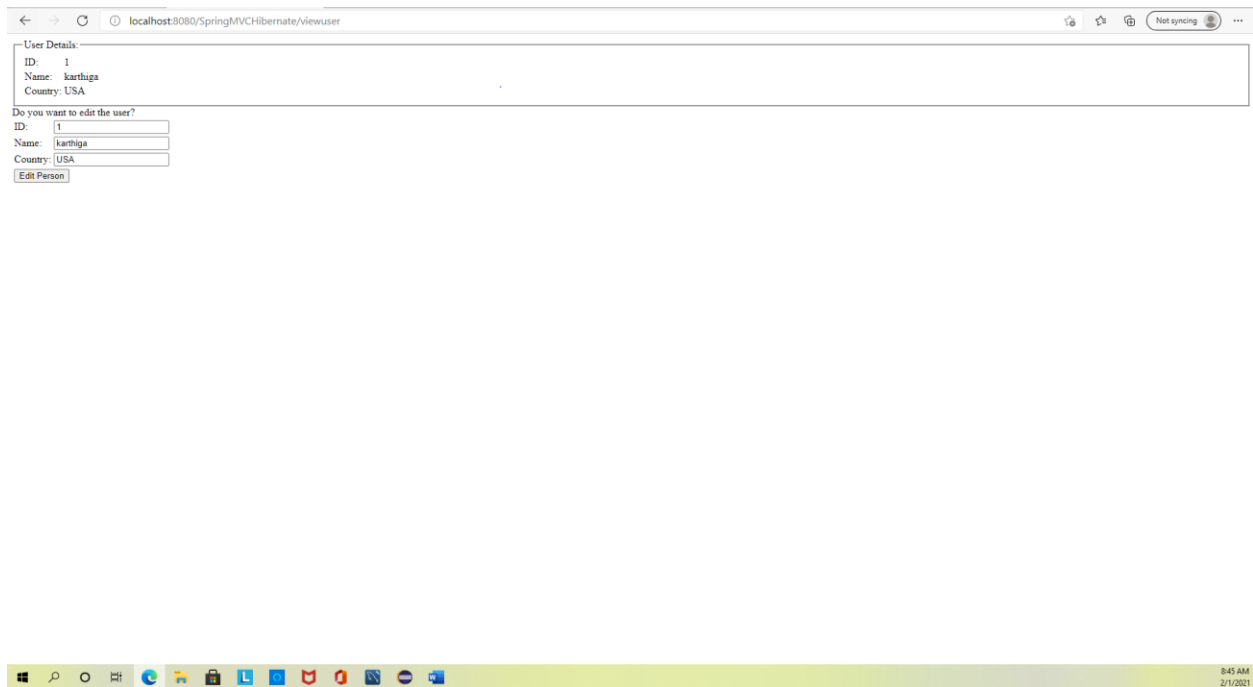 localhost:8080/SpringMVCHibernate/viewuser
Not syncing
User Details:
ID: 1
Name: karthiga
Country: USA
Do you want to edit the user?
ID: 1
Name: karthiga
Country: USA
Edit Person
L
8:45 AM
2/1/2021